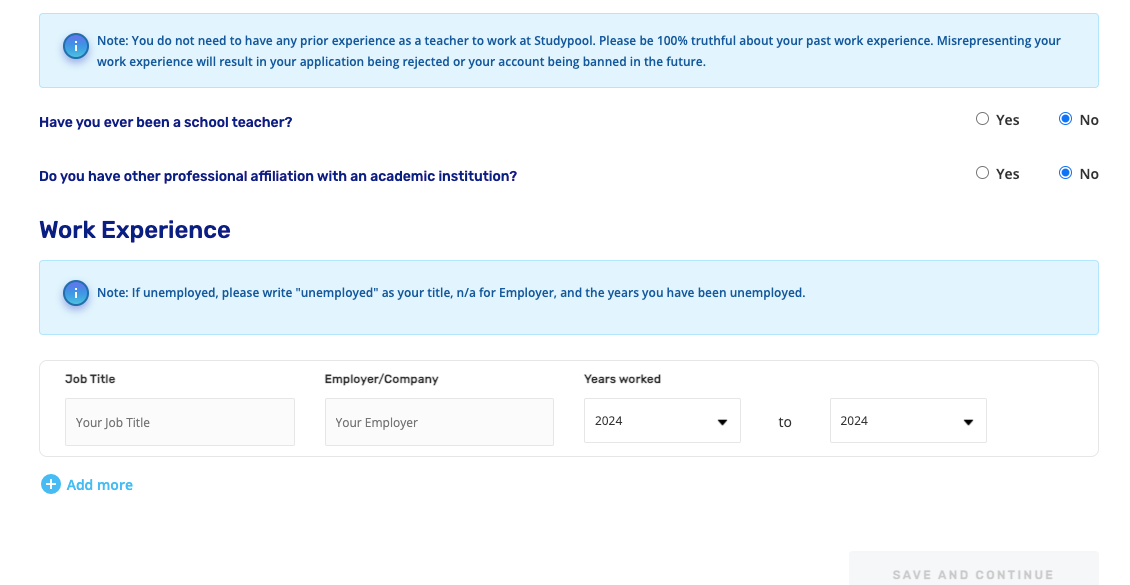 Note: You do not need to have any prior experience as a teacher to work at Studypool. Please be 100% truthful about your past work experience. Misrepresenting your
work experience will result in your application being rejected or your account being banned in the future.
Have you ever been a school teacher? Yes No
Do you have other professional affiliation with an academic institution? Yes No
Work Experience
Note: If unemployed, please write "unemployed" as your title, n/a for Employer, and the years you have been unemployed.
Job Title Employer/Company Years worked
Your Job Title Your Employer 2024 to 2024
Add more
SAVE AND CONTINUE